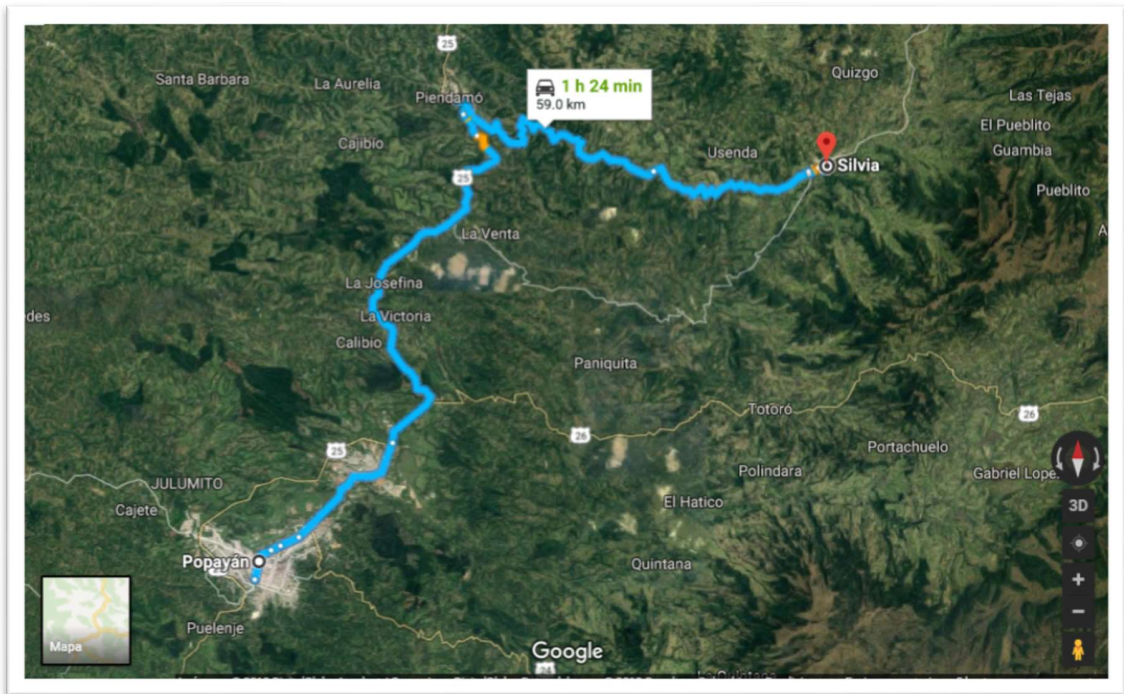 25
Santa Barbara
La Aurelia
Piendamó
1 h 24 min
59.0 km
Quizgo
Las Tejas
El Pueblito
Guambia
Cajibio
Usenda
Silvia
Pueblito
25
La Venta
A
La Josefina
edes
La Victoria
Calibio
Paniquita
Totoró
26
26
Portachuelo
25
Polindara
Gabriel Lope
JULUMITO
El Hatico
3D
Cajete
Popayán
Quintana
Puelenje
Mapa
Google